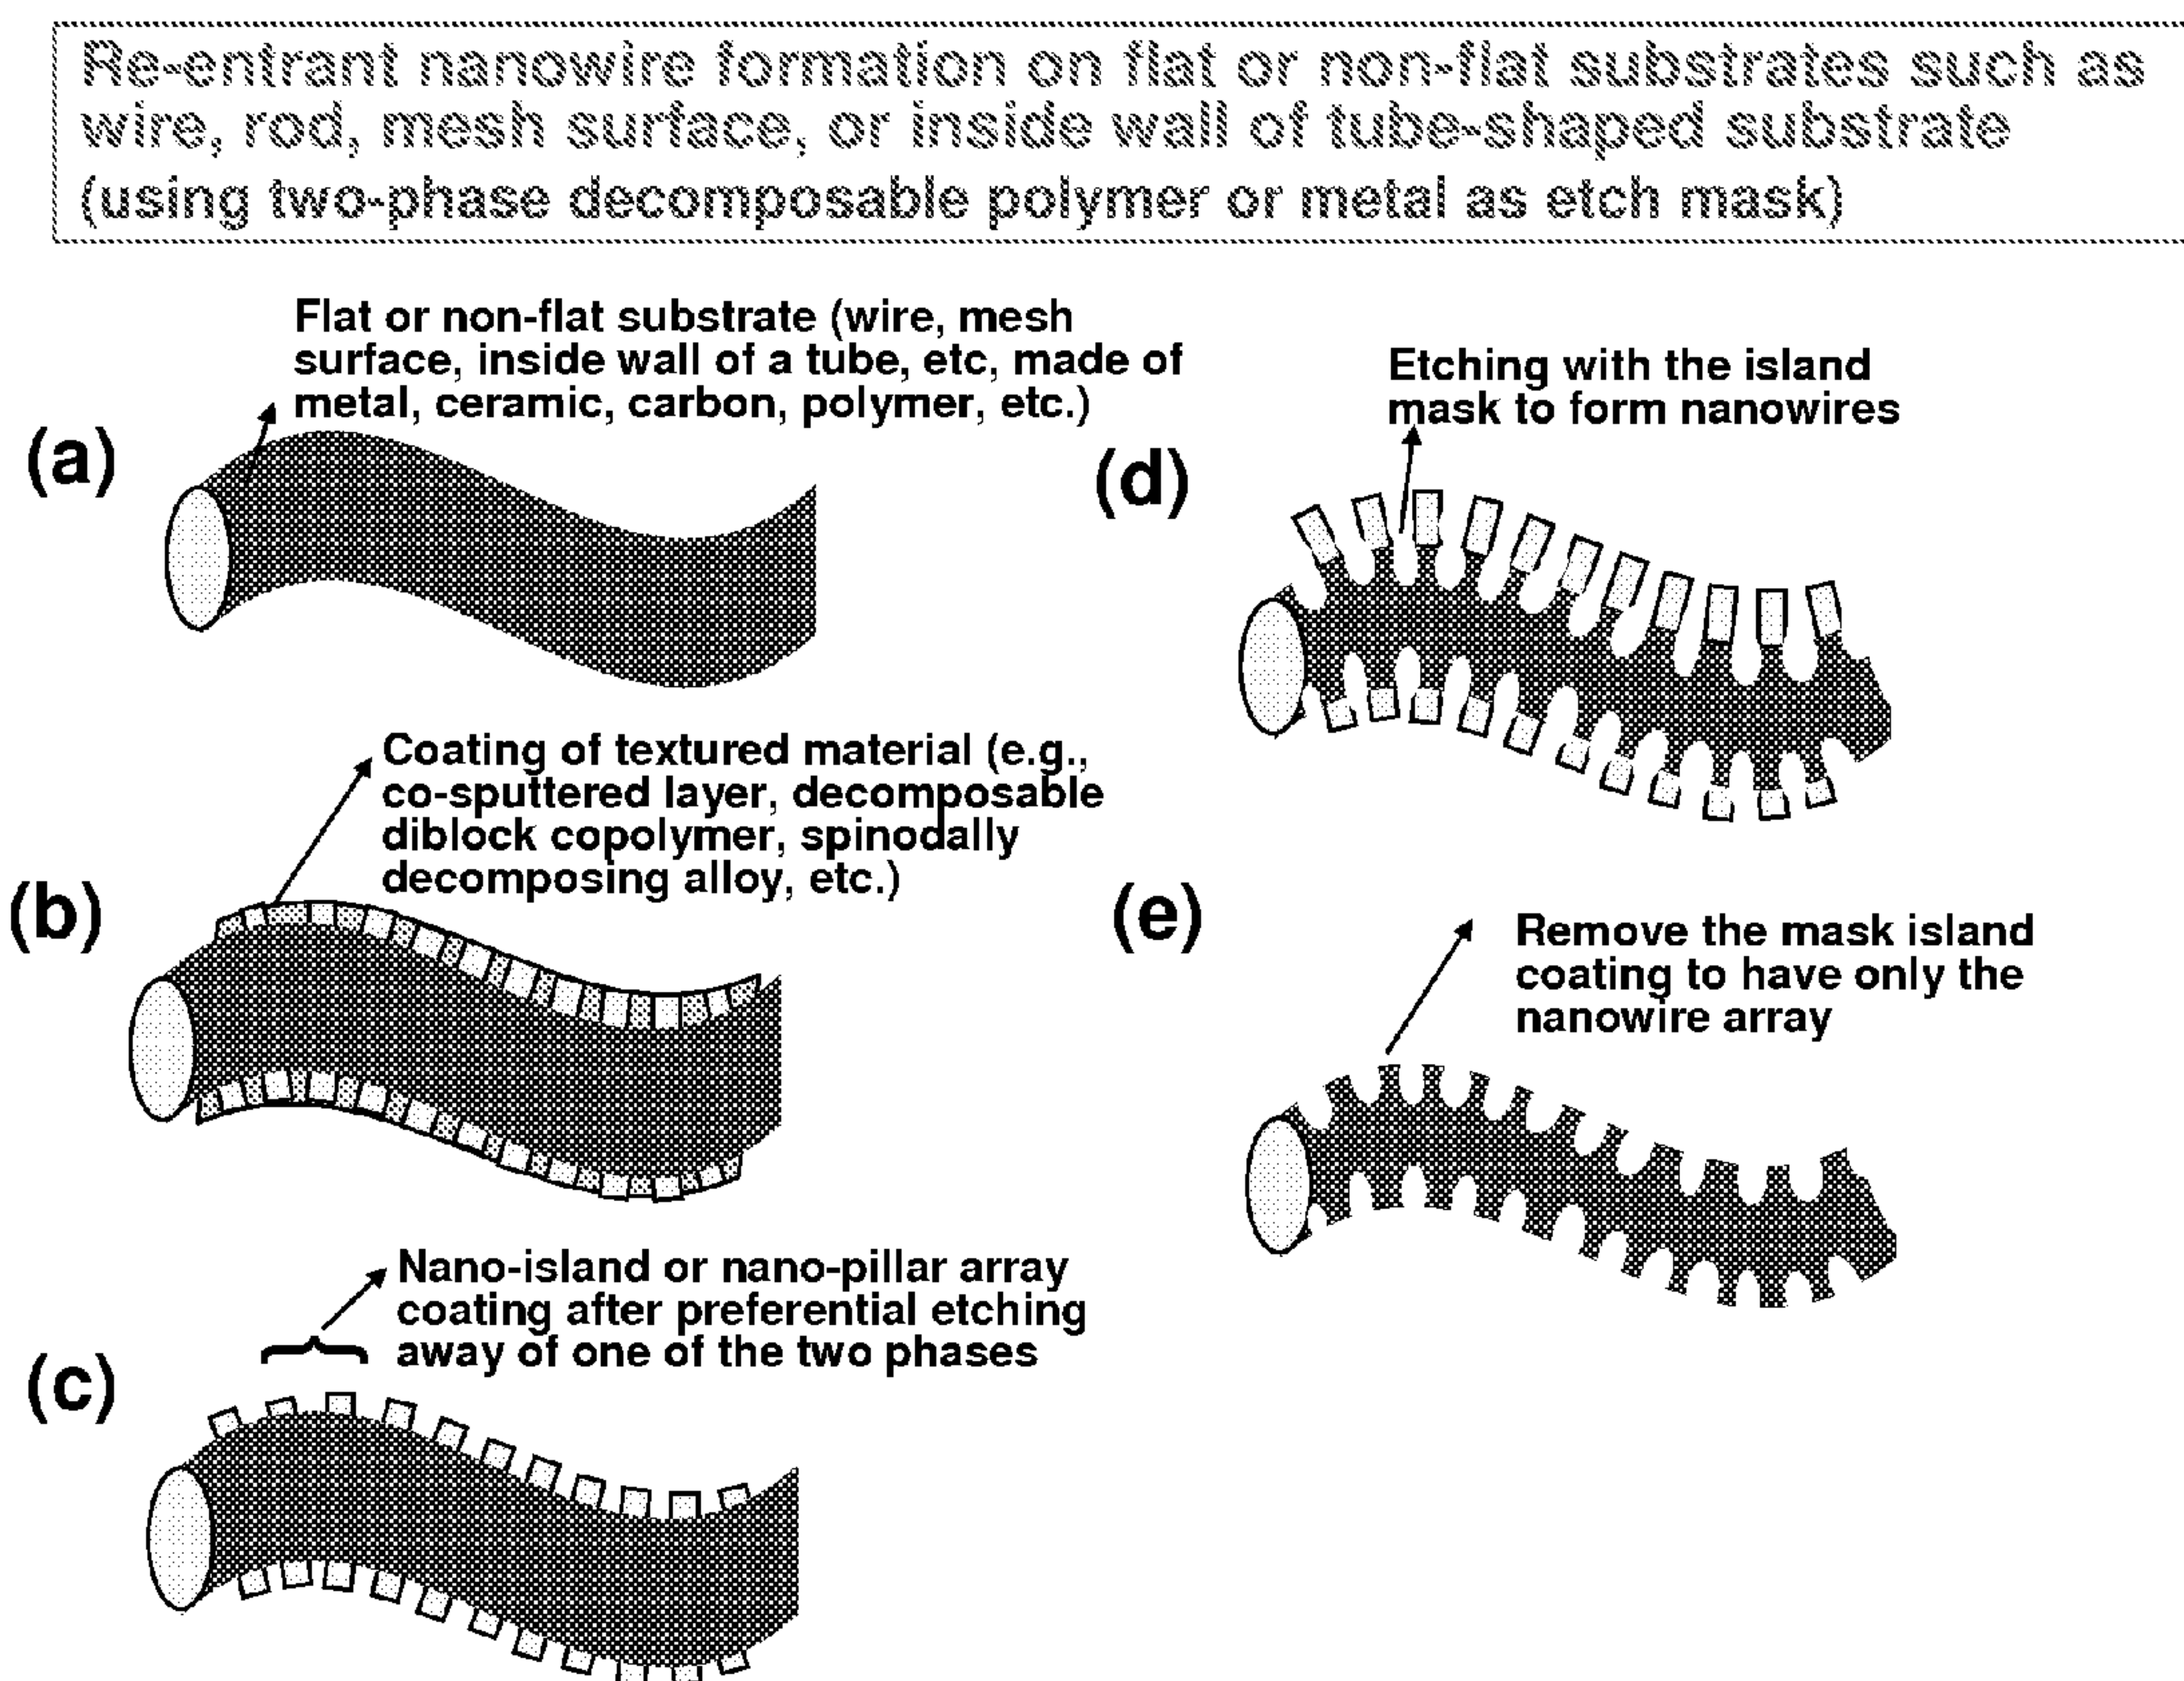 Re-entrant nanowire formation on flat or non-flat substrates such as
wire, rod, mesh surface, or inside wall of tube-shaped substrate
(using two-phase decomposable polymer or metal as etch mask)
(a)
Flat or non-flat substrate (wire, mesh
surface, inside wall of a tube, etc, made of
metal, ceramic, carbon, polymer, etc.)
(b)
Coating of textured material (e.g.,
co-sputtered layer, decomposable
diblock copolymer, spinodally
decomposing alloy, etc.)
(c)
Nano-island or nano-pillar array
coating after preferential etching
away of one of the two phases
(d)
Etching with the island
mask to form nanowires
(e)
Remove the mask island
coating to have only the
nanowire array